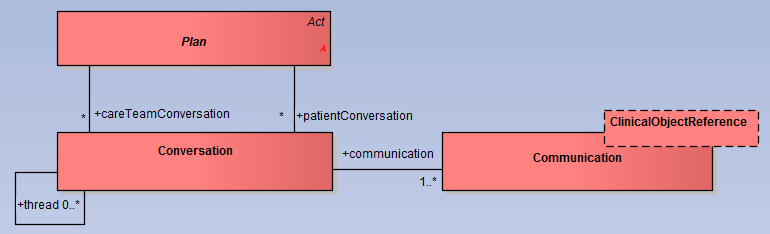 Act
Plan
A
* +careTeamConversation * +patientConversation
ClinicalObjectReference
Conversation +communication Communication
1..*
+thread 0..*